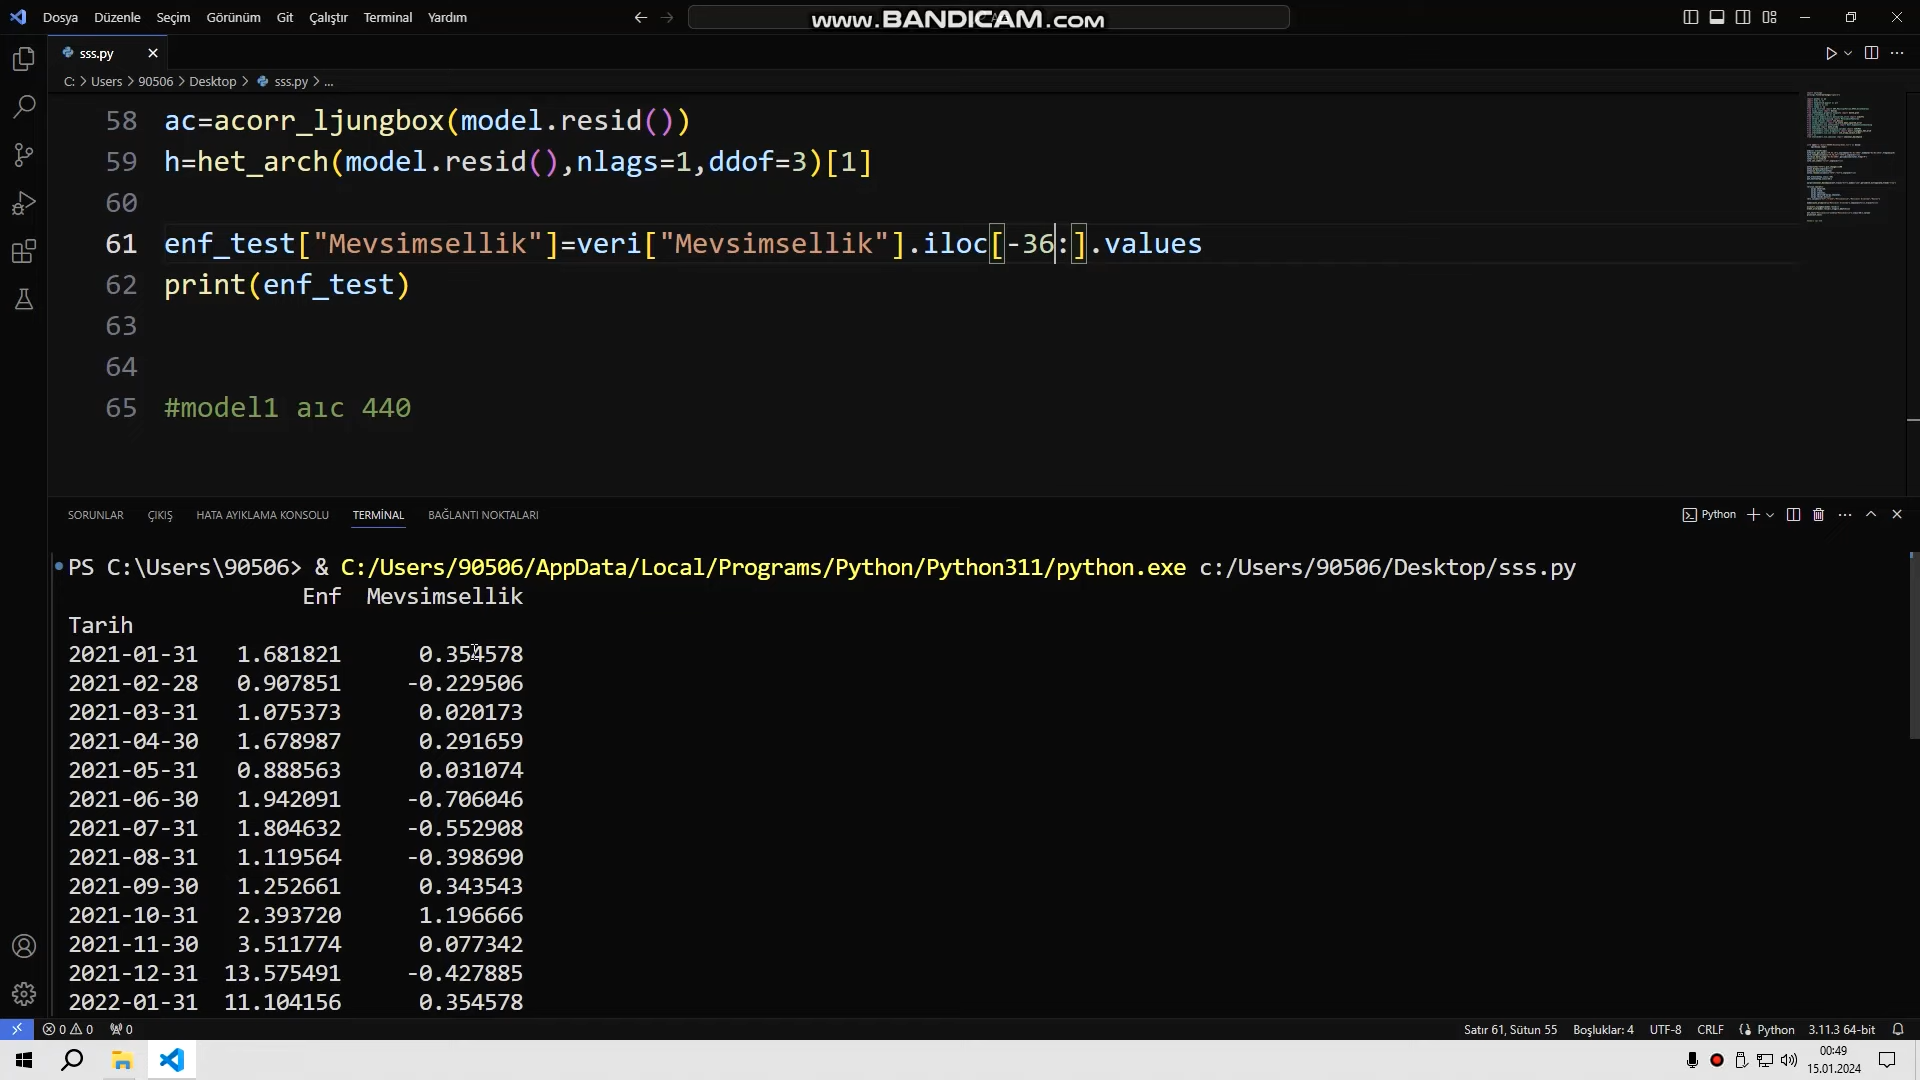 Dosya Düzenle Seçim Görünüm Git Çalıştır Terminal Yardım
www.BANDICAM.com
sss.py
C: > Users > 90506 > Desktop > sss.py > ...
58 ac=acorr_ljungbox(model.resid())
59 h=het_arch(model.resid(),nlags=1,ddof=3)[1]
60
61 enf_test["Mevsimsellik"]=veri["Mevsimsellik"].iloc[-36:].values
62 print(enf_test)
63
64
65 #model1 aıc 440
SORUNLAR ÇIKIŞ HATA AYIKLAMA KONSOLU TERMİNAL BAĞLANTI NOKTALARI
Python
PS C:\Users\90506> & C:/Users/90506/AppData/Local/Programs/Python/Python311/python.exe c:/Users/90506/Desktop/sss.py
Enf Mevsimsellik
Tarih
2021-01-31 1.681821 0.354578
2021-02-28 0.907851 -0.229506
2021-03-31 1.075373 0.020173
2021-04-30 1.678987 0.291659
2021-05-31 0.888563 0.031074
2021-06-30 1.942091 -0.706046
2021-07-31 1.804632 -0.552908
2021-08-31 1.119564 -0.398690
2021-09-30 1.252661 0.343543
2021-10-31 2.393720 1.196666
2021-11-30 3.511774 0.077342
2021-12-31 13.575491 -0.427885
2022-01-31 11.104156 0.354578
0 0 0 Satır 61, Sütun 55 Boşluklar: 4 UTF-8 CRLF Python 3.11.3 64-bit
00:49
15.01.2024